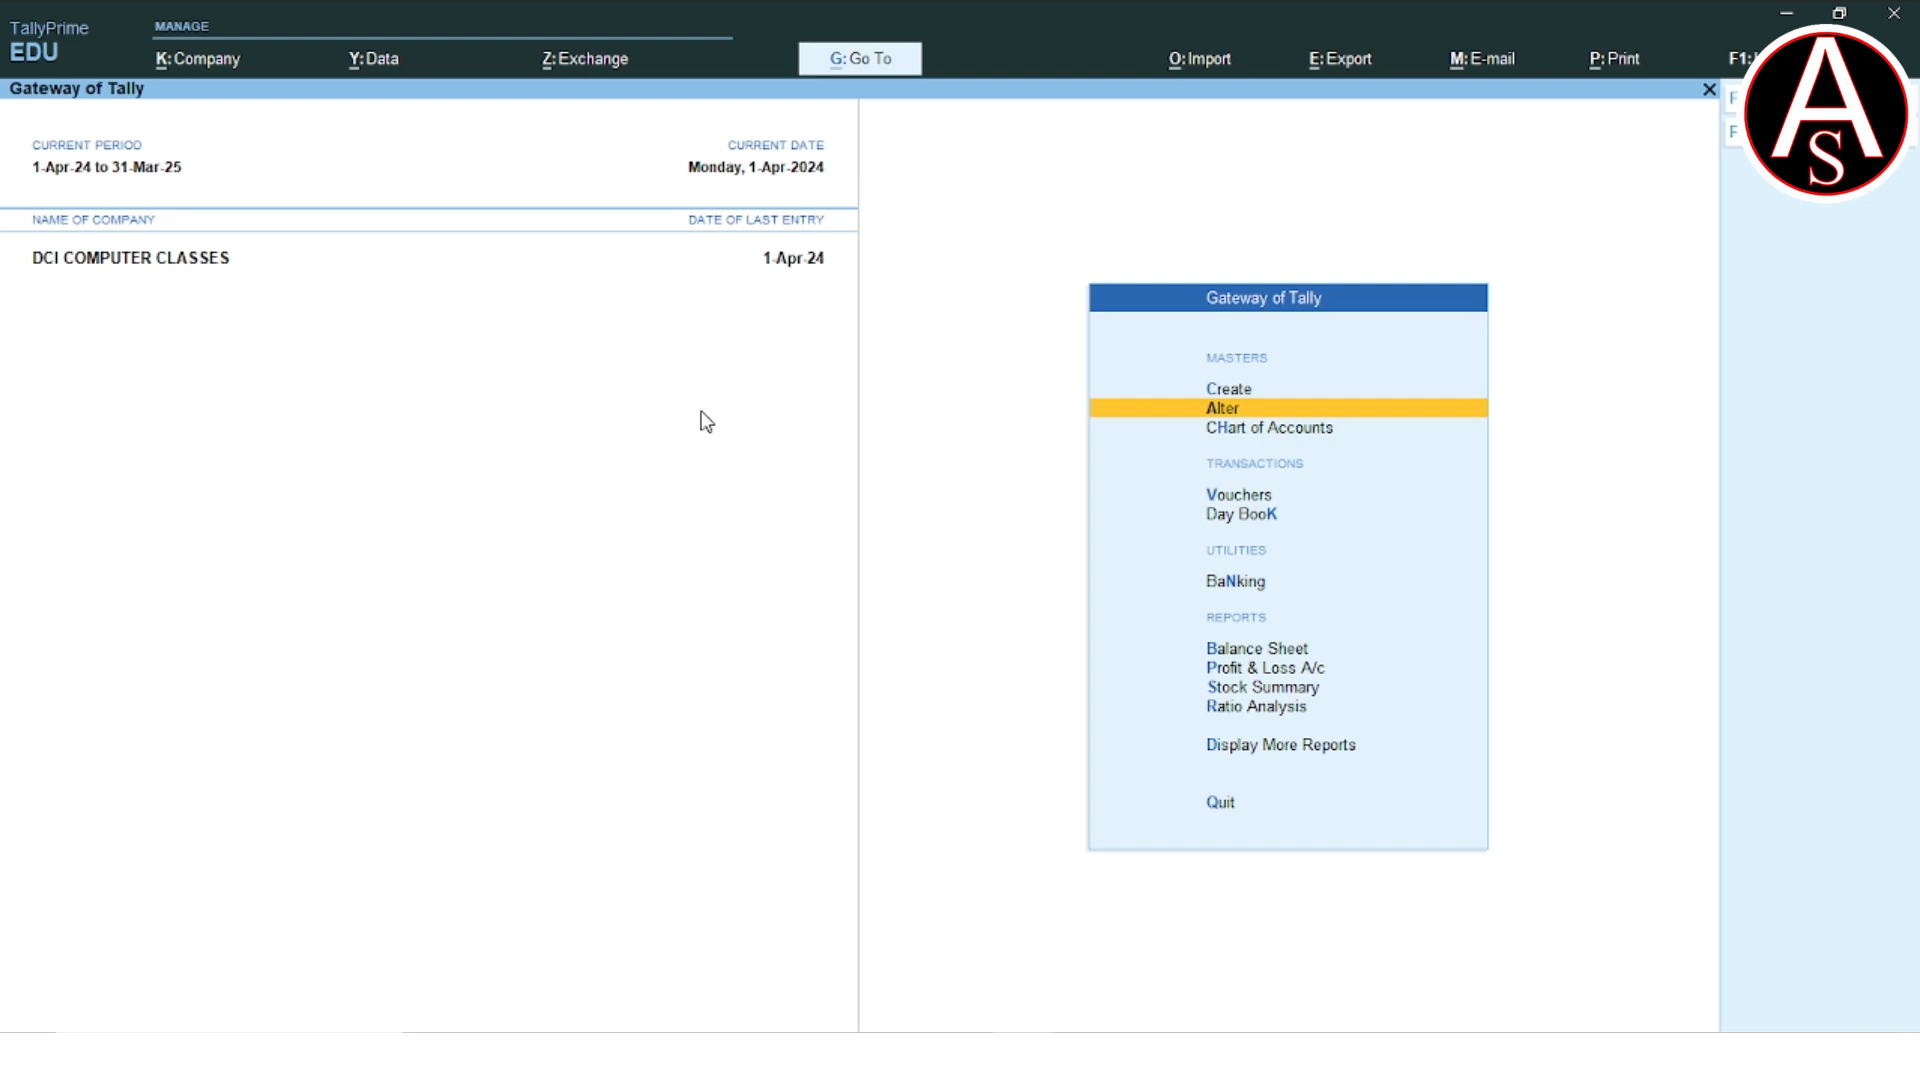 TallyPrime
EDU
MANAGE
K:Company
Y:Data
Z:Exchange
G:Go To
O:Import
E:Export
M:E-mail
P:Print
F1:
Gateway of Tally
F
F
AS
CURRENT PERIOD
CURRENT DATE
1-Apr-24 to 31-Mar-25
Monday, 1-Apr-2024
NAME OF COMPANY
DATE OF LAST ENTRY
DCI COMPUTER CLASSES
1-Apr-24
Gateway of Tally
MASTERS
Create
Alter
CHart of Accounts
TRANSACTIONS
Vouchers
Day BooK
UTILITIES
BaNking
REPORTS
Balance Sheet
Profit & Loss A/c
Stock Summary
Ratio Analysis
Display More Reports
Quit